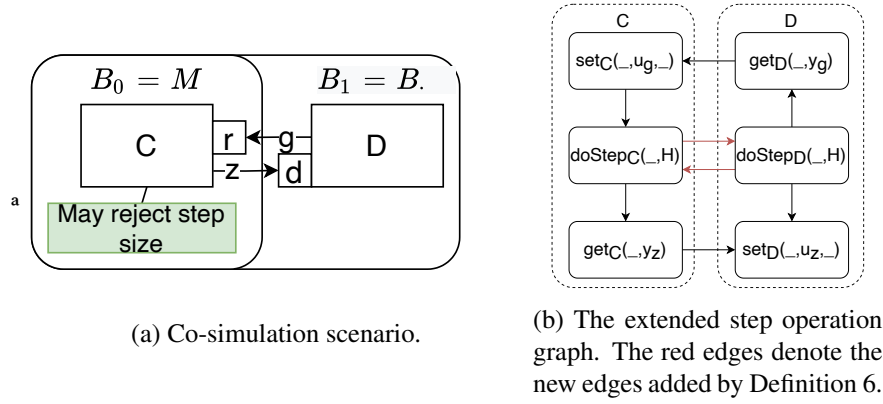 B₀ = M
B₁ = B.
C
r
g
D
z
d
a
May reject step
size
(a) Co-simulation scenario.
C
D
set_C(_,u_g,_)
get_D(_,y_g)
doStep_C(_,H)
doStep_D(_,H)
get_C(_,y_z)
set_D(_,u_z,_)
(b) The extended step operation
graph. The red edges denote the
new edges added by Definition 6.